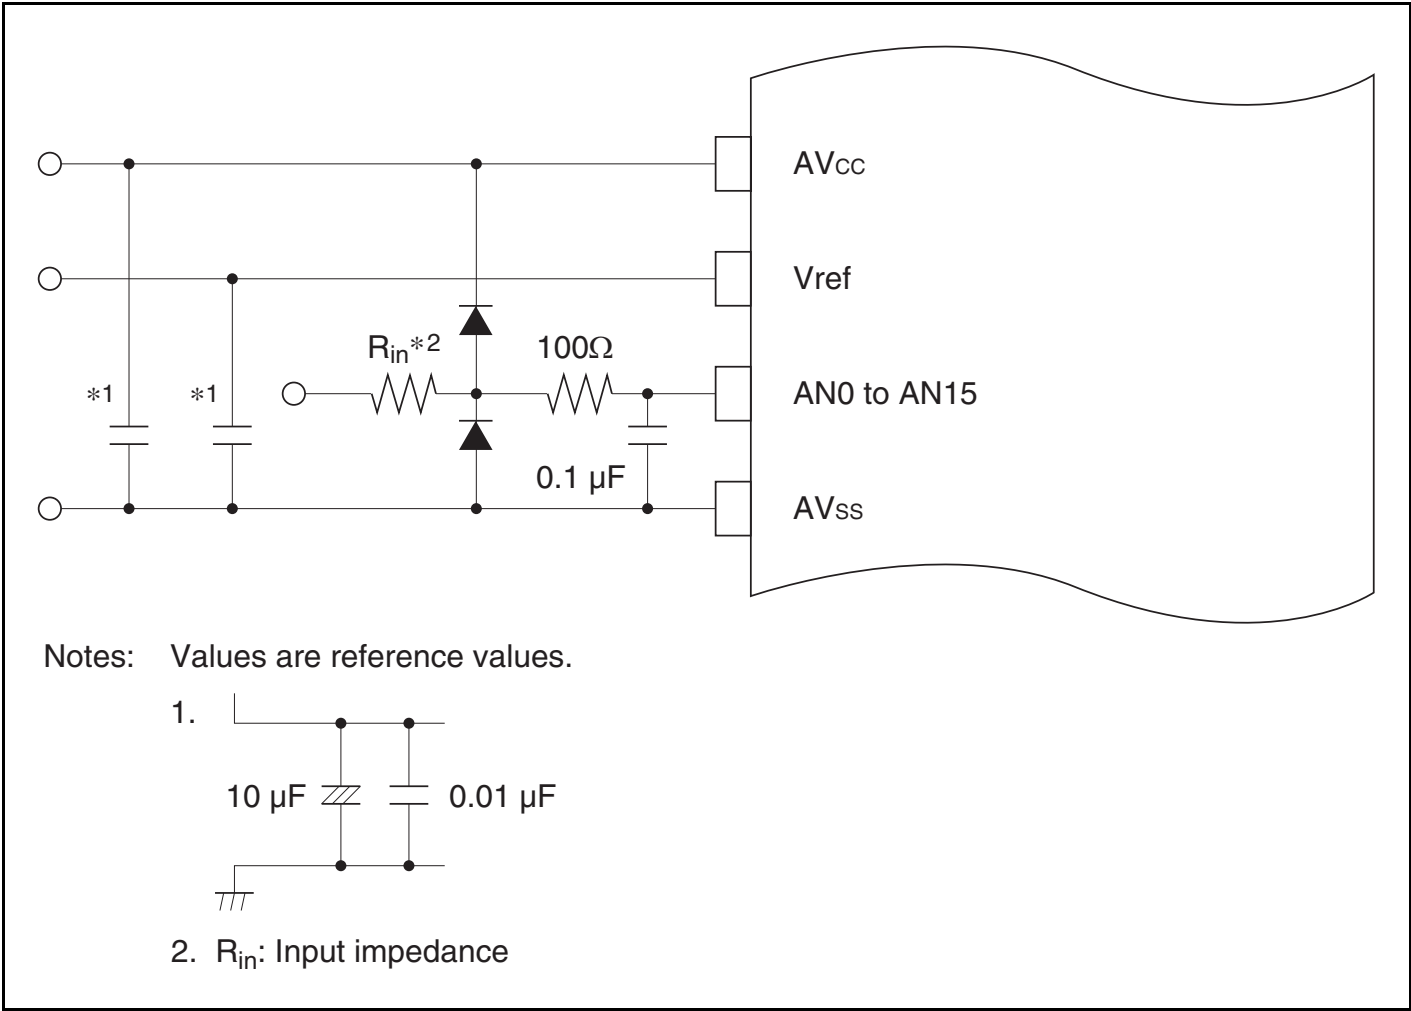 AVCC
Vref
Rin*2
100Ω
*1
*1
AN0 to AN15
0.1 µF
AVSS
Notes: Values are reference values.
1.
10 µF
0.01 µF
2. Rin: Input impedance